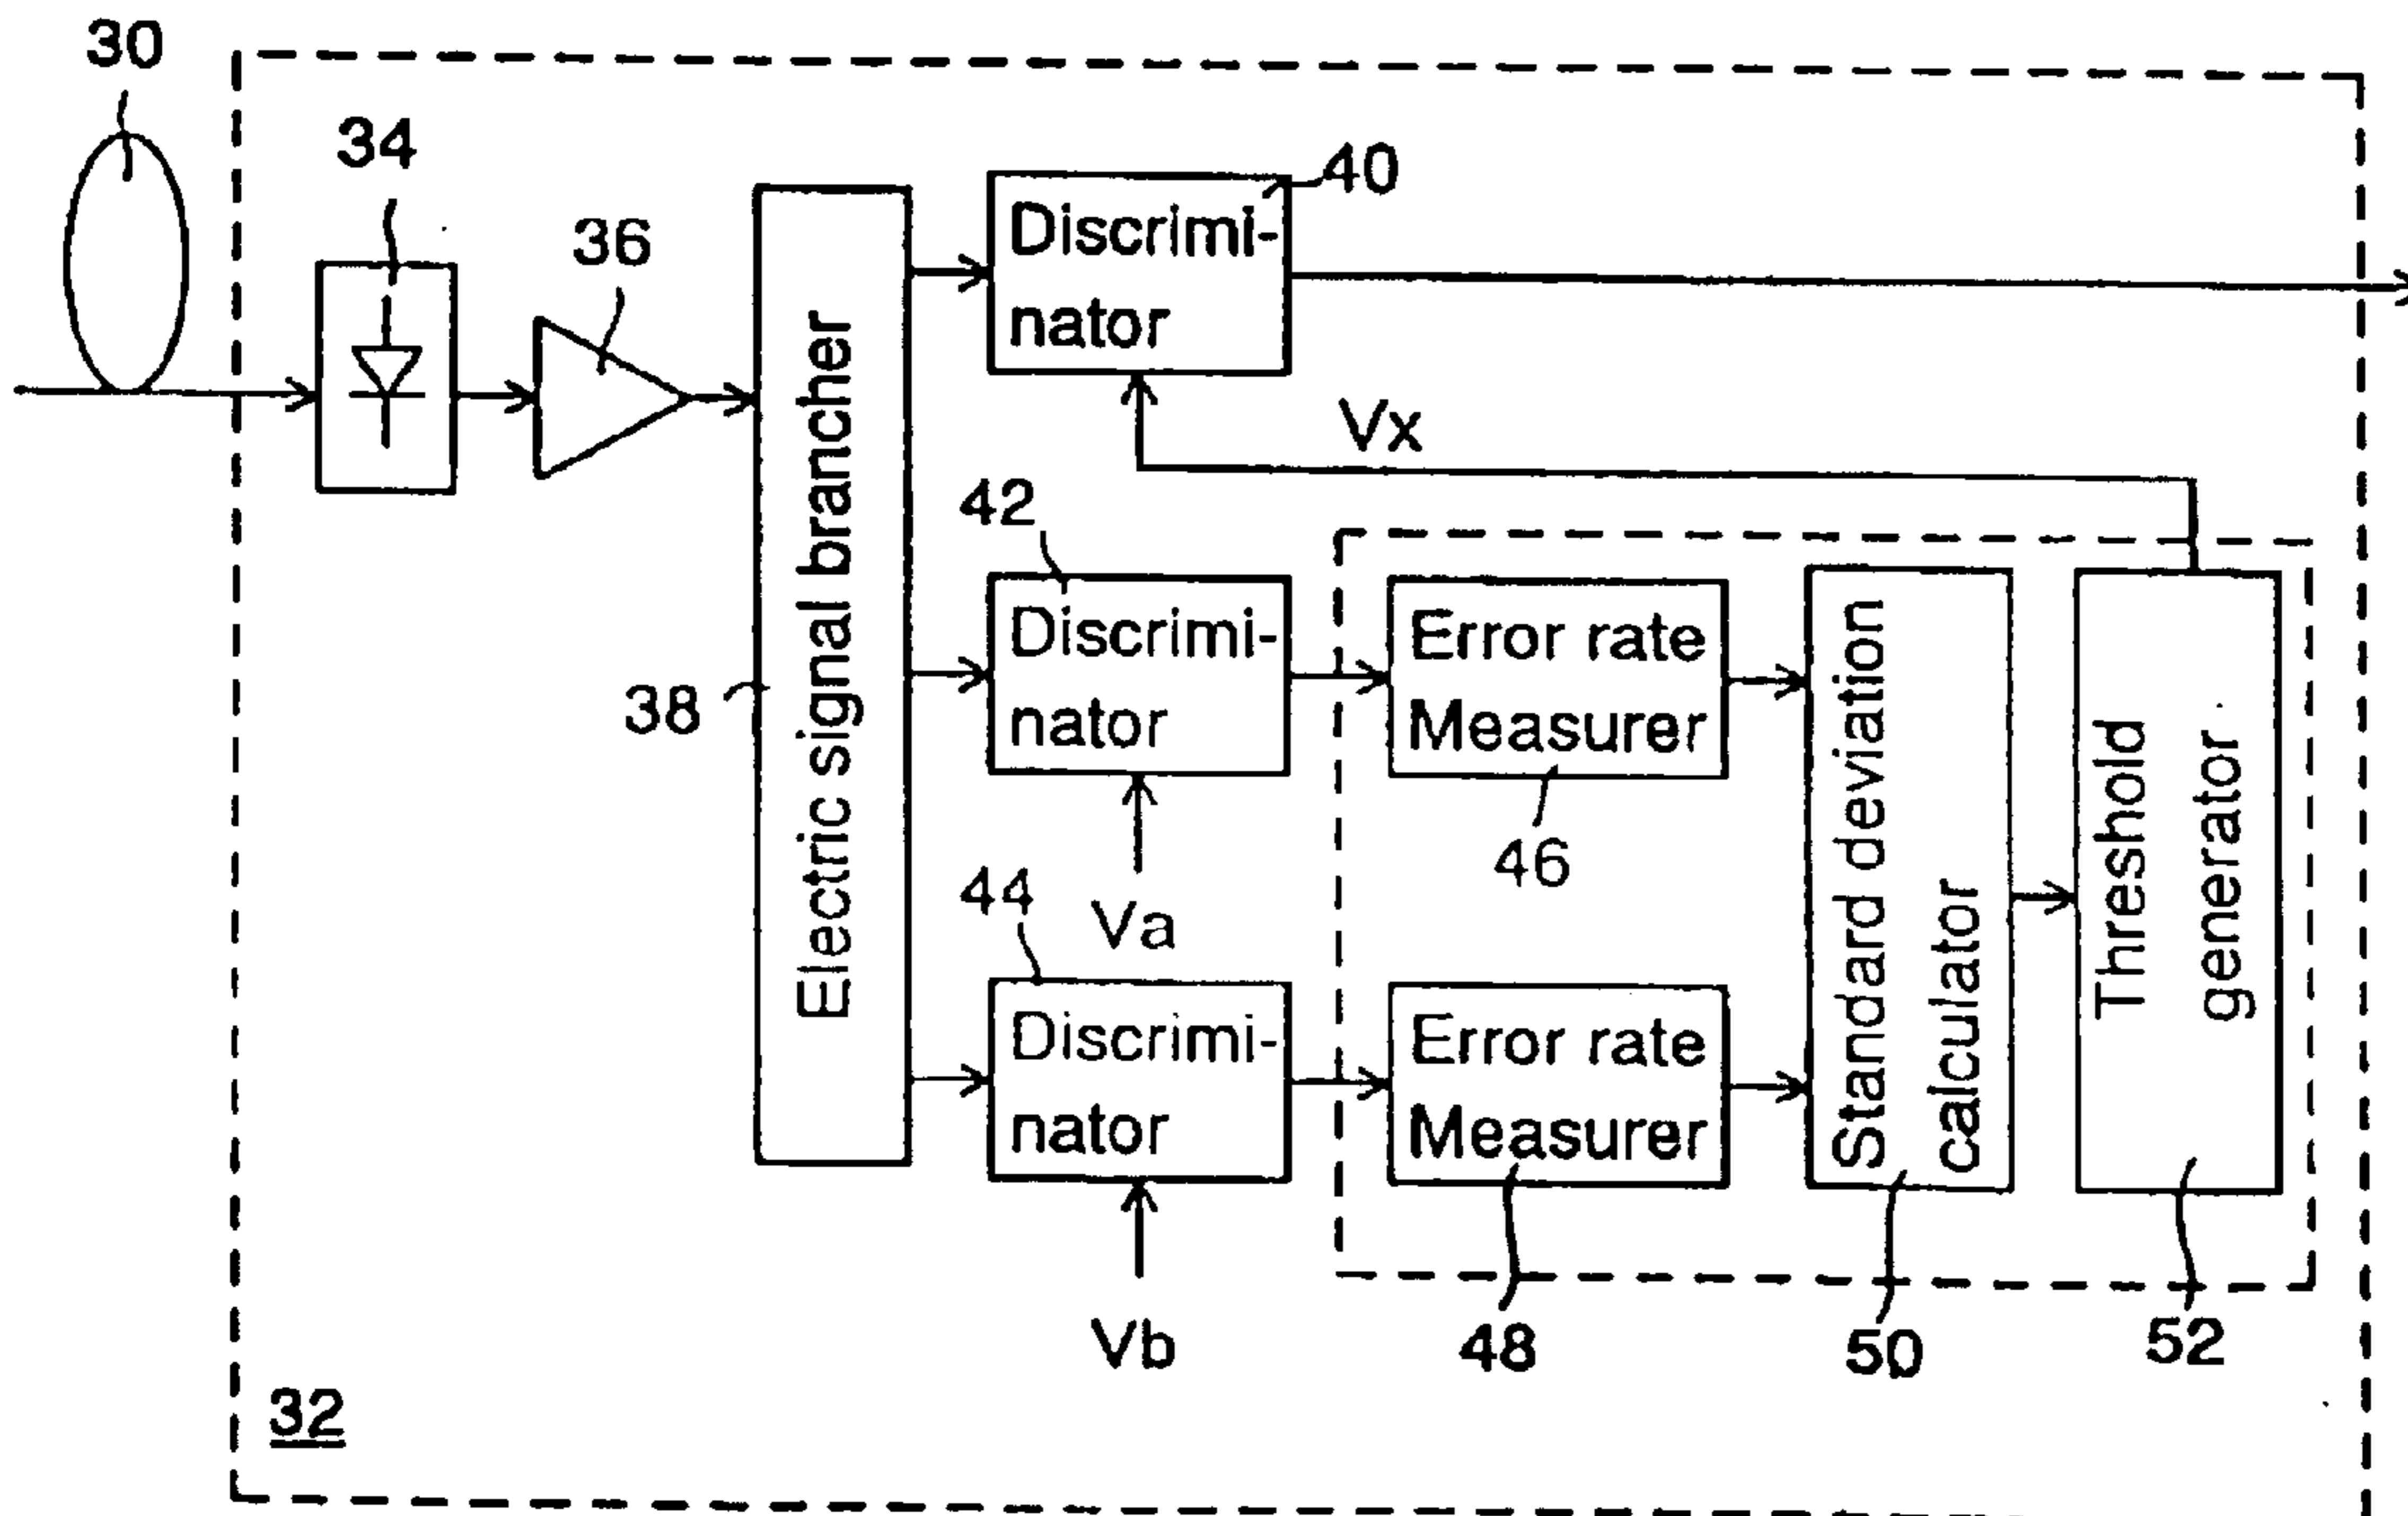 30
34
36
40
Discrimi-
nator
Vx
42
Discrimi-
nator
Va
44
Discrimi-
nator
Vb
38
Electric signal brancher
Error rate
Measurer
46
Error rate
Measurer
48
Standard deviation
calculator
50
Threshold
generator
52
32